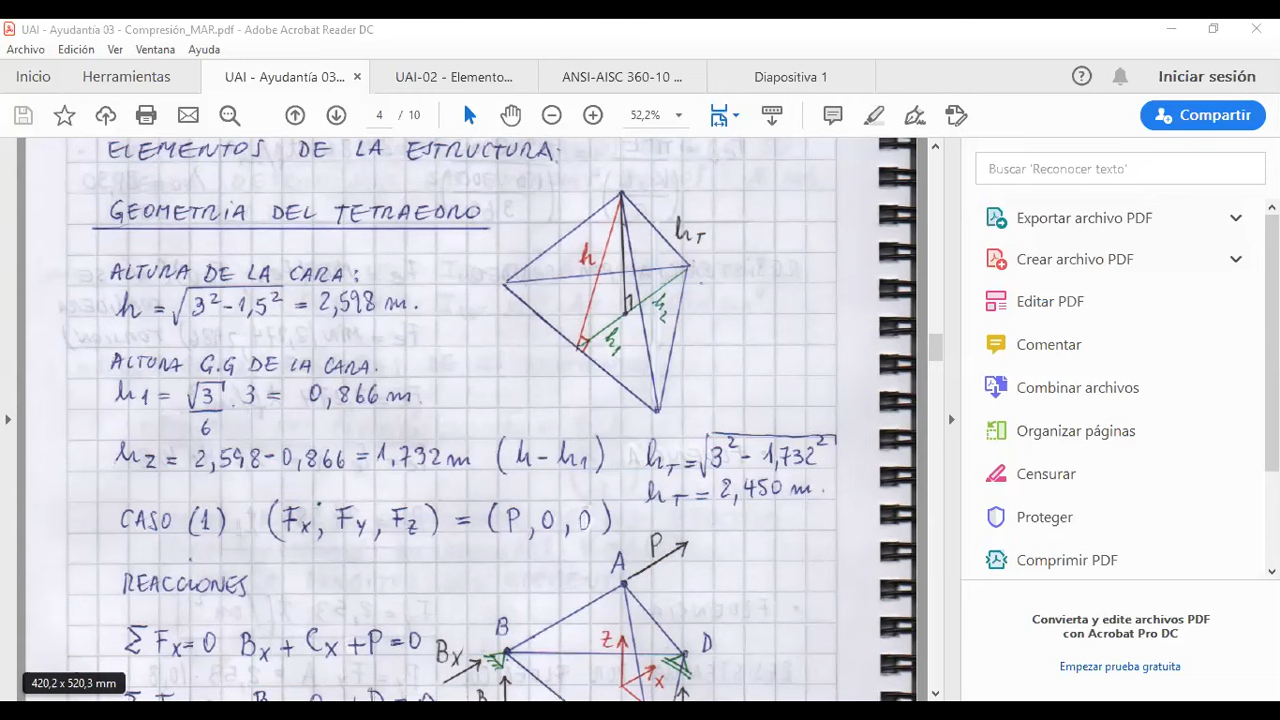 UAI - Ayudantía 03 - Compresión_MAR.pdf - Adobe Acrobat Reader DC
Archivo Edición Ver Ventana Ayuda
Inicio Herramientas UAI - Ayudantía 03... × UAI-02 - Elemento... ANSI-AISC 360-10 ... Diapositiva 1 Iniciar sesión
4 / 10 52,2% Compartir
ELEMENTOS DE LA ESTRUCTURA:
GEOMETRIA DEL TETRAEDRO
h
hT
h2
h1
ALTURA DE LA CARA:
h = √3²-1,5² = 2,598 m.
ALTURA G.G DE LA CARA.
h1 = √3/6 . 3 = 0,866 m.
h2 = 2,598-0,866 = 1.732 m (h-h1) hT = √3²-1,732²
hT = 2,450 m.
CASO (1) (Fx, Fy, Fz) = (P, 0, 0)
A P
REACCIONES
ΣFx=0 Bx + Cx + P = 0
Bx B Z x D
420,2 x 520,3 mm
Buscar 'Reconocer texto'
Exportar archivo PDF
Crear archivo PDF
Editar PDF
Comentar
Combinar archivos
Organizar páginas
Censurar
Proteger
Comprimir PDF
Convierta y edite archivos PDF
con Acrobat Pro DC
Empezar prueba gratuita